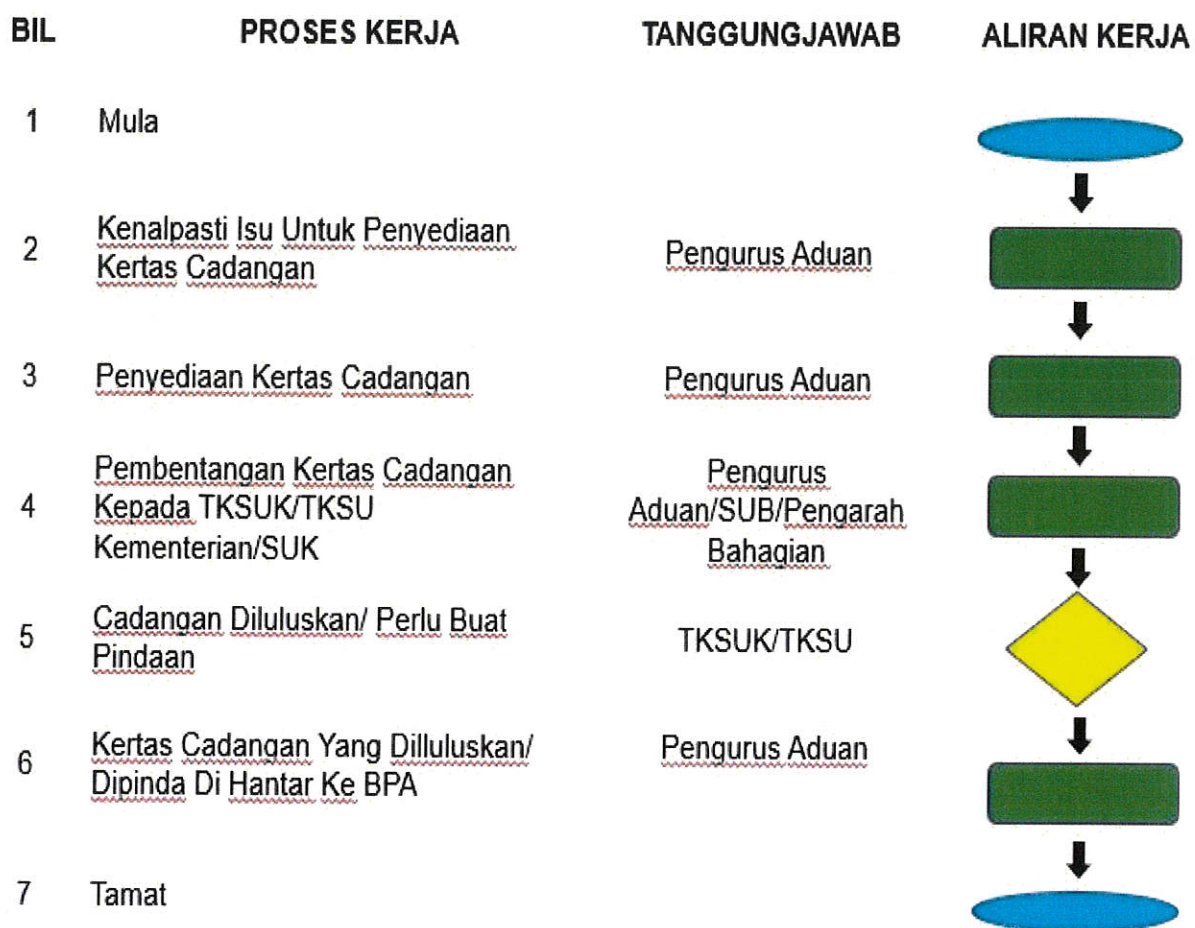 BIL PROSES KERJA TANGGUNGJAWAB ALIRAN KERJA
1 Mula
2 Kenalpasti Isu Untuk Penyediaan
Kertas Cadangan
Pengurus Aduan
3 Penyediaan Kertas Cadangan Pengurus Aduan
4 Pembentangan Kertas Cadangan
Kepada TKSUK/TKSU
Kementerian/SUK
Pengurus
Aduan/SUB/Pengarah
Bahagian
5 Cadangan Diluluskan/ Perlu Buat
Pindaan
TKSUK/TKSU
6 Kertas Cadangan Yang Dilluluskan/
Dipinda Di Hantar Ke BPA
Pengurus Aduan
7 Tamat